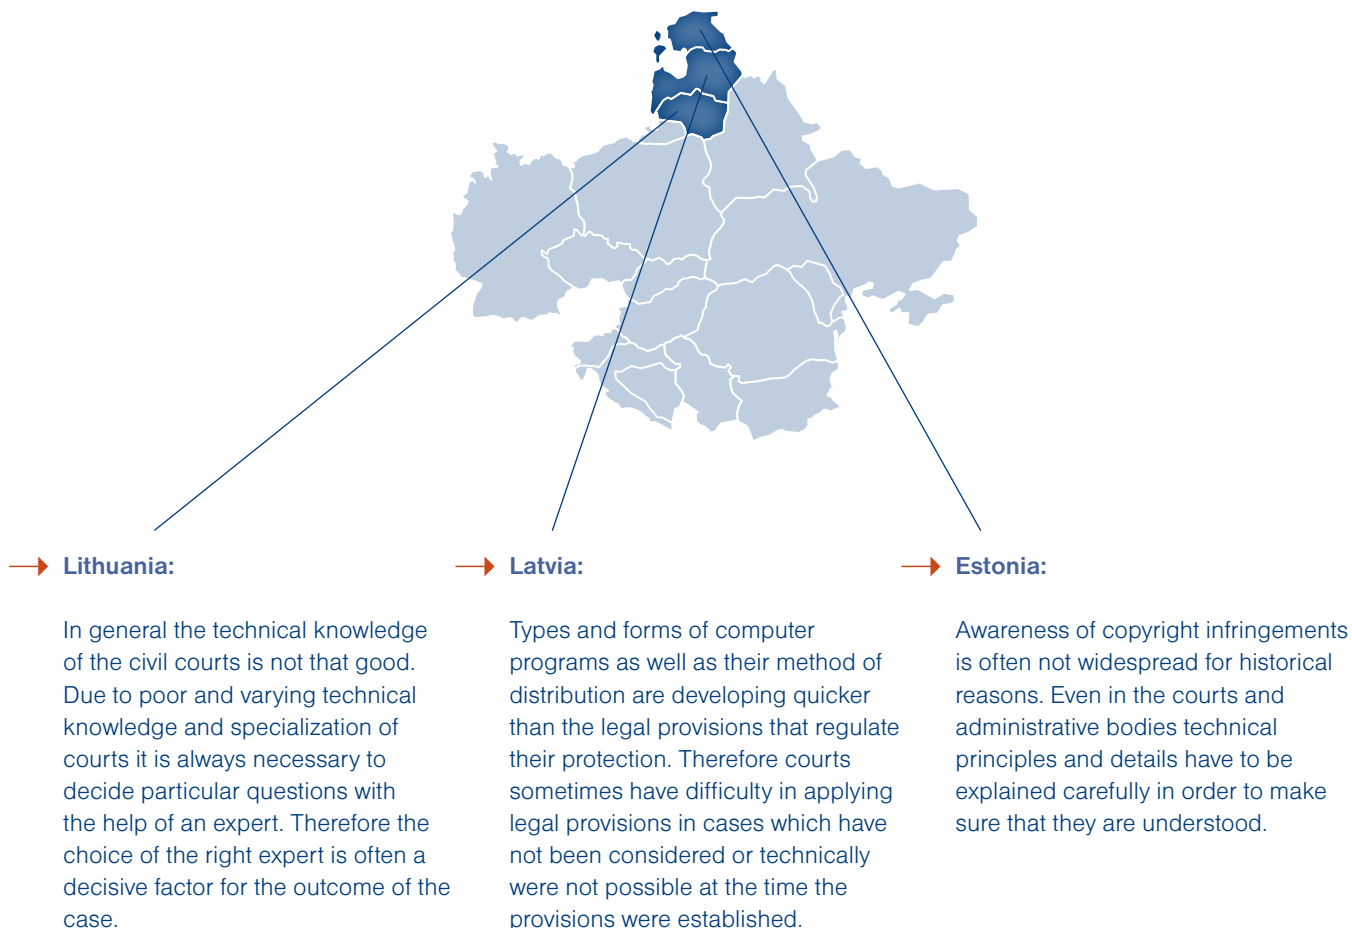 Lithuania:
In general the technical knowledge
of the civil courts is not that good.
Due to poor and varying technical
knowledge and specialization of
courts it is always necessary to
decide particular questions with
the help of an expert. Therefore the
choice of the right expert is often a
decisive factor for the outcome of the
case.
Latvia:
Types and forms of computer
programs as well as their method of
distribution are developing quicker
than the legal provisions that regulate
their protection. Therefore courts
sometimes have difficulty in applying
legal provisions in cases which have
not been considered or technically
were not possible at the time the
provisions were established.
Estonia:
Awareness of copyright infringements
is often not widespread for historical
reasons. Even in the courts and
administrative bodies technical
principles and details have to be
explained carefully in order to make
sure that they are understood.